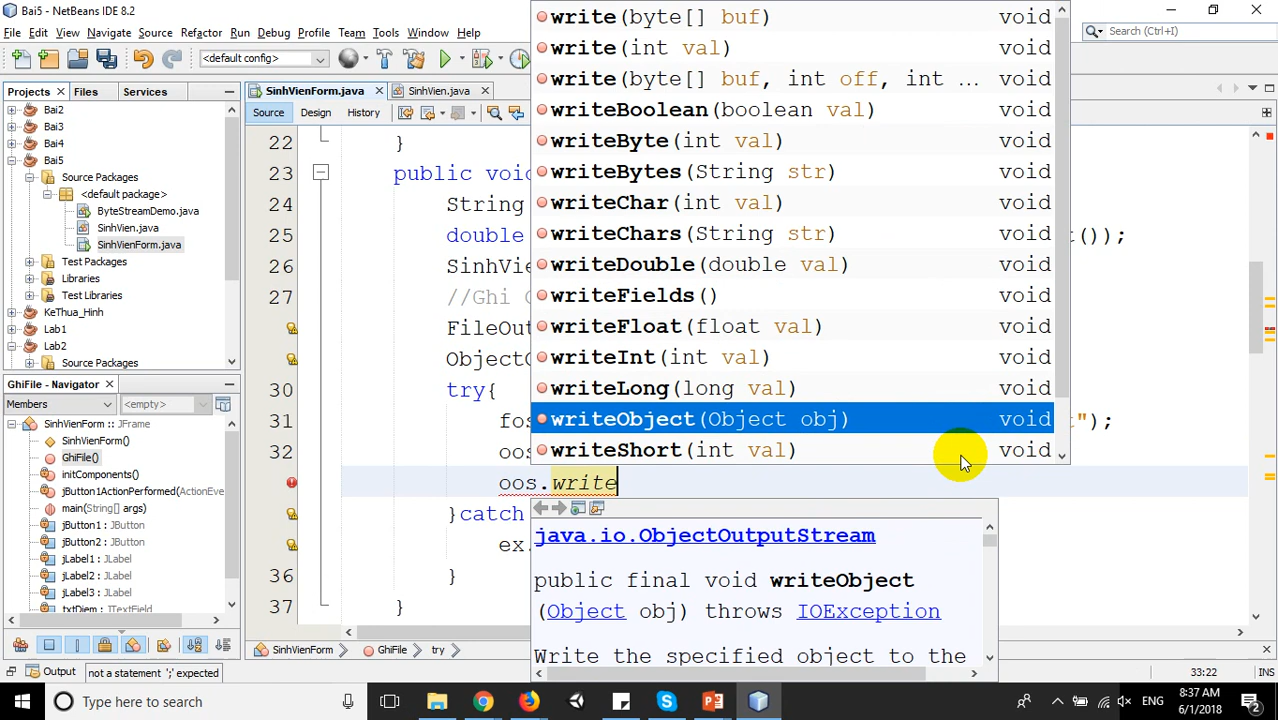 Bai5 - NetBeans IDE 8.2
File Edit View Navigate Source Refactor Run Debug Profile Team Tools Window Help
Search (Ctrl+I)
<default config>
Projects Files Services
SinhVienForm.java SinhVien.java
Source Design History
Bai2
Bai3
Bai4
Bai5
Source Packages
<default package>
ByteStreamDemo.java
SinhVien.java
SinhVienForm.java
Test Packages
Libraries
Test Libraries
KeThua_Hinh
Lab1
Lab2
Source Packages
GhiFile - Navigator
Members <empty>
SinhVienForm :: JFrame
SinhVienForm()
GhiFile()
initComponents()
jButton1ActionPerformed(ActionEve
main(String[] args)
jButton1 : JButton
jButton2 : JButton
jLabel1 : JLabel
jLabel2 : JLabel
jLabel3 : JLabel
txtDiem : JTextField
22 }
23 public void
24 String
25 double t());
26 SinhVie
27 //Ghi
FileOut
ObjectO
30 try{
31 fos t");
32 oos
oos.write
}catch
ex.
36 }
37 }
write(byte[] buf) void
write(int val) void
write(byte[] buf, int off, int ... void
writeBoolean(boolean val) void
writeByte(int val) void
writeBytes(String str) void
writeChar(int val) void
writeChars(String str) void
writeDouble(double val) void
writeFields() void
writeFloat(float val) void
writeInt(int val) void
writeLong(long val) void
writeObject(Object obj) void
writeShort(int val) void
java.io.ObjectOutputStream
public final void writeObject
(Object obj) throws IOException
Write the specified object to the
SinhVienForm GhiFile try
Output not a statement ';' expected
33:22 INS
Type here to search
ENG
8:37 AM
6/1/2018
2